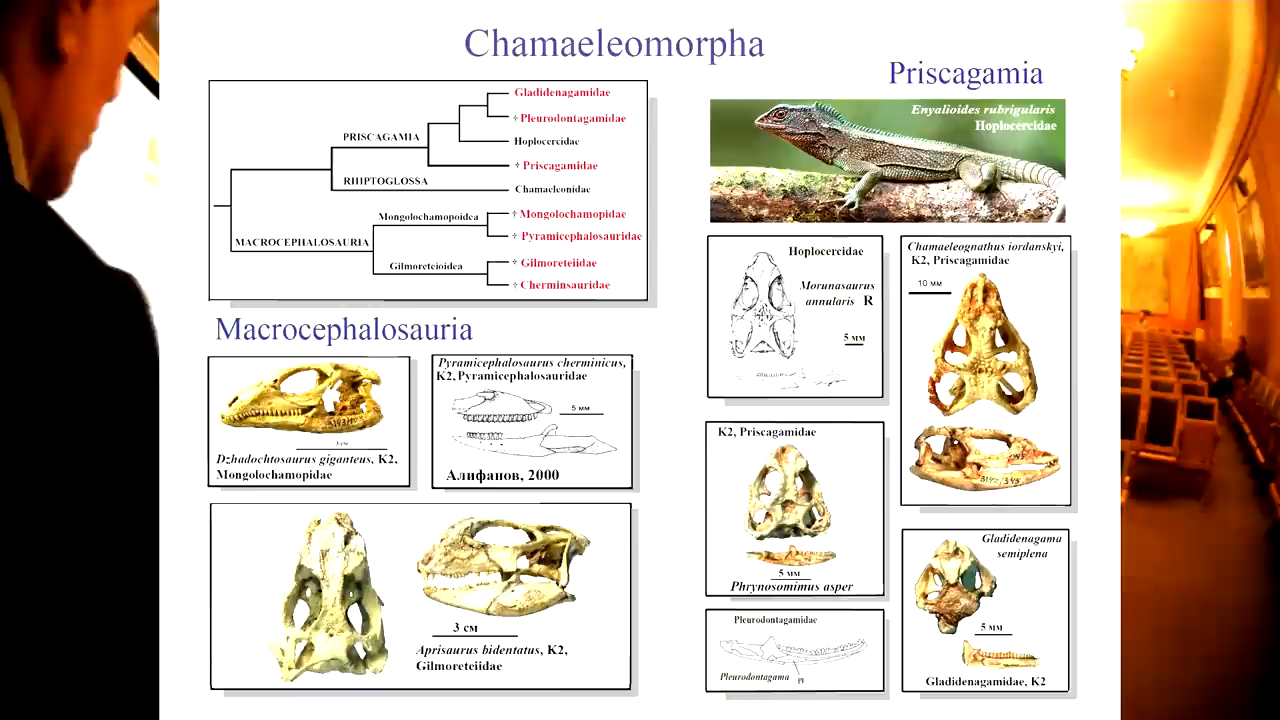 Chamaeleomorpha
Gladidenagamidae
† Pleurodontagamidae
PRISCAGAMIA
Hoplocercidae
† Priscagamidae
RHIPTOGLOSSA
Chamaeleonidae
Mongolochamopoidea
† Mongolochamopidae
† Pyramicephalosauridae
MACROCEPHALOSAURIA
Gilmoreteioidea
† Gilmoreteiidae
† Cherminsauridae
Macrocephalosauria
3 см
Dzhadochtosaurus giganteus, K2,
Mongolochamopidae
Pyramicephalosaurus cherminicus,
K2, Pyramicephalosauridae
5 мм
Алифанов, 2000
3 см
Aprisaurus bidentatus, K2,
Gilmoreteiidae
Priscagamia
Enyalioides rubrigularis
Hoplocercidae
Hoplocercidae
Morunasaurus
annularis R
5 мм
Chamaeleognathus iordanskyi,
K2, Priscagamidae
10 мм
K2, Priscagamidae
5 мм
Phrynosomimus asper
Gladidenagama
semiplena
5 мм
Gladidenagamidae, K2
Pleurodontagamidae
Pleurodontagama